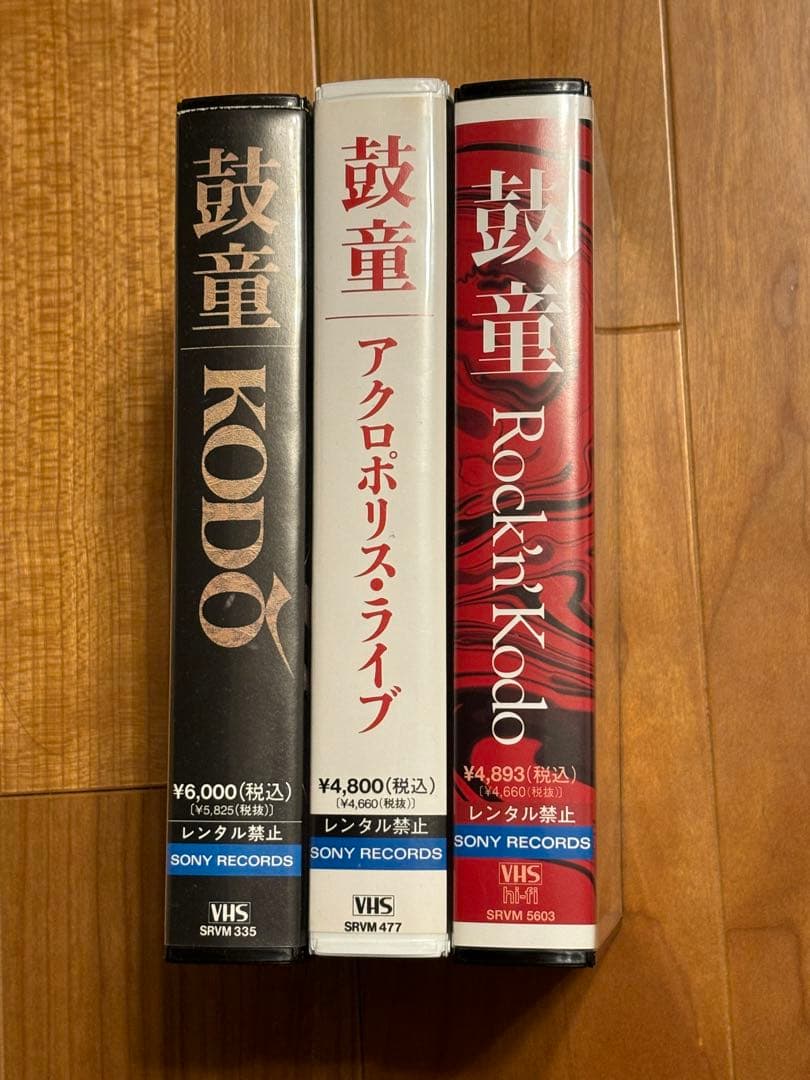 鼓童
KODŌ
¥6,000(税込)
〔¥5,825(税抜)〕
レンタル禁止
SONY RECORDS
VHS
SRVM 335
鼓童
アクロポリス・ライブ
¥4,800(税込)
〔¥4,660(税抜)〕
レンタル禁止
SONY RECORDS
VHS
SRVM 477
鼓童
Rock'n'Kodo
¥4,893(税込)
〔¥4,660(税抜)〕
レンタル禁止
SONY RECORDS
VHS
hi-fi
SRVM 5603